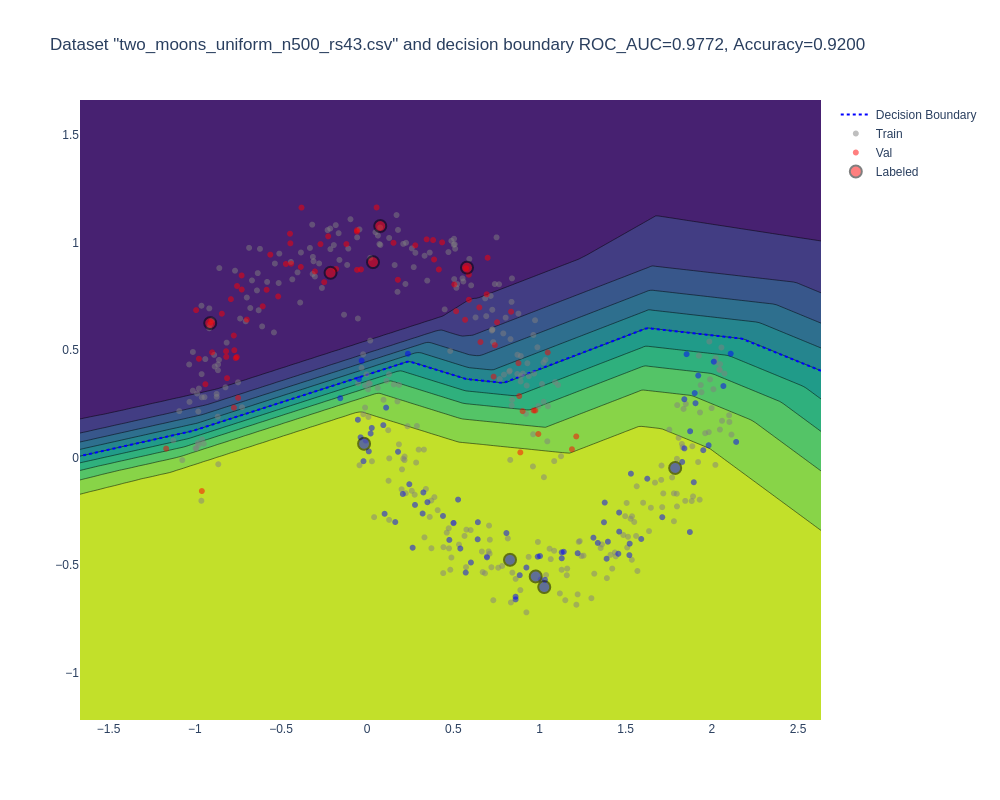 Dataset "two_moons_uniform_n500_rs43.csv" and decision boundary ROC_AUC=0.9772, Accuracy=0.9200
Decision Boundary
Train
Val
Labeled
1.5
1
0.5
0
−0.5
−1
−1.5 −1 −0.5 0 0.5 1 1.5 2 2.5